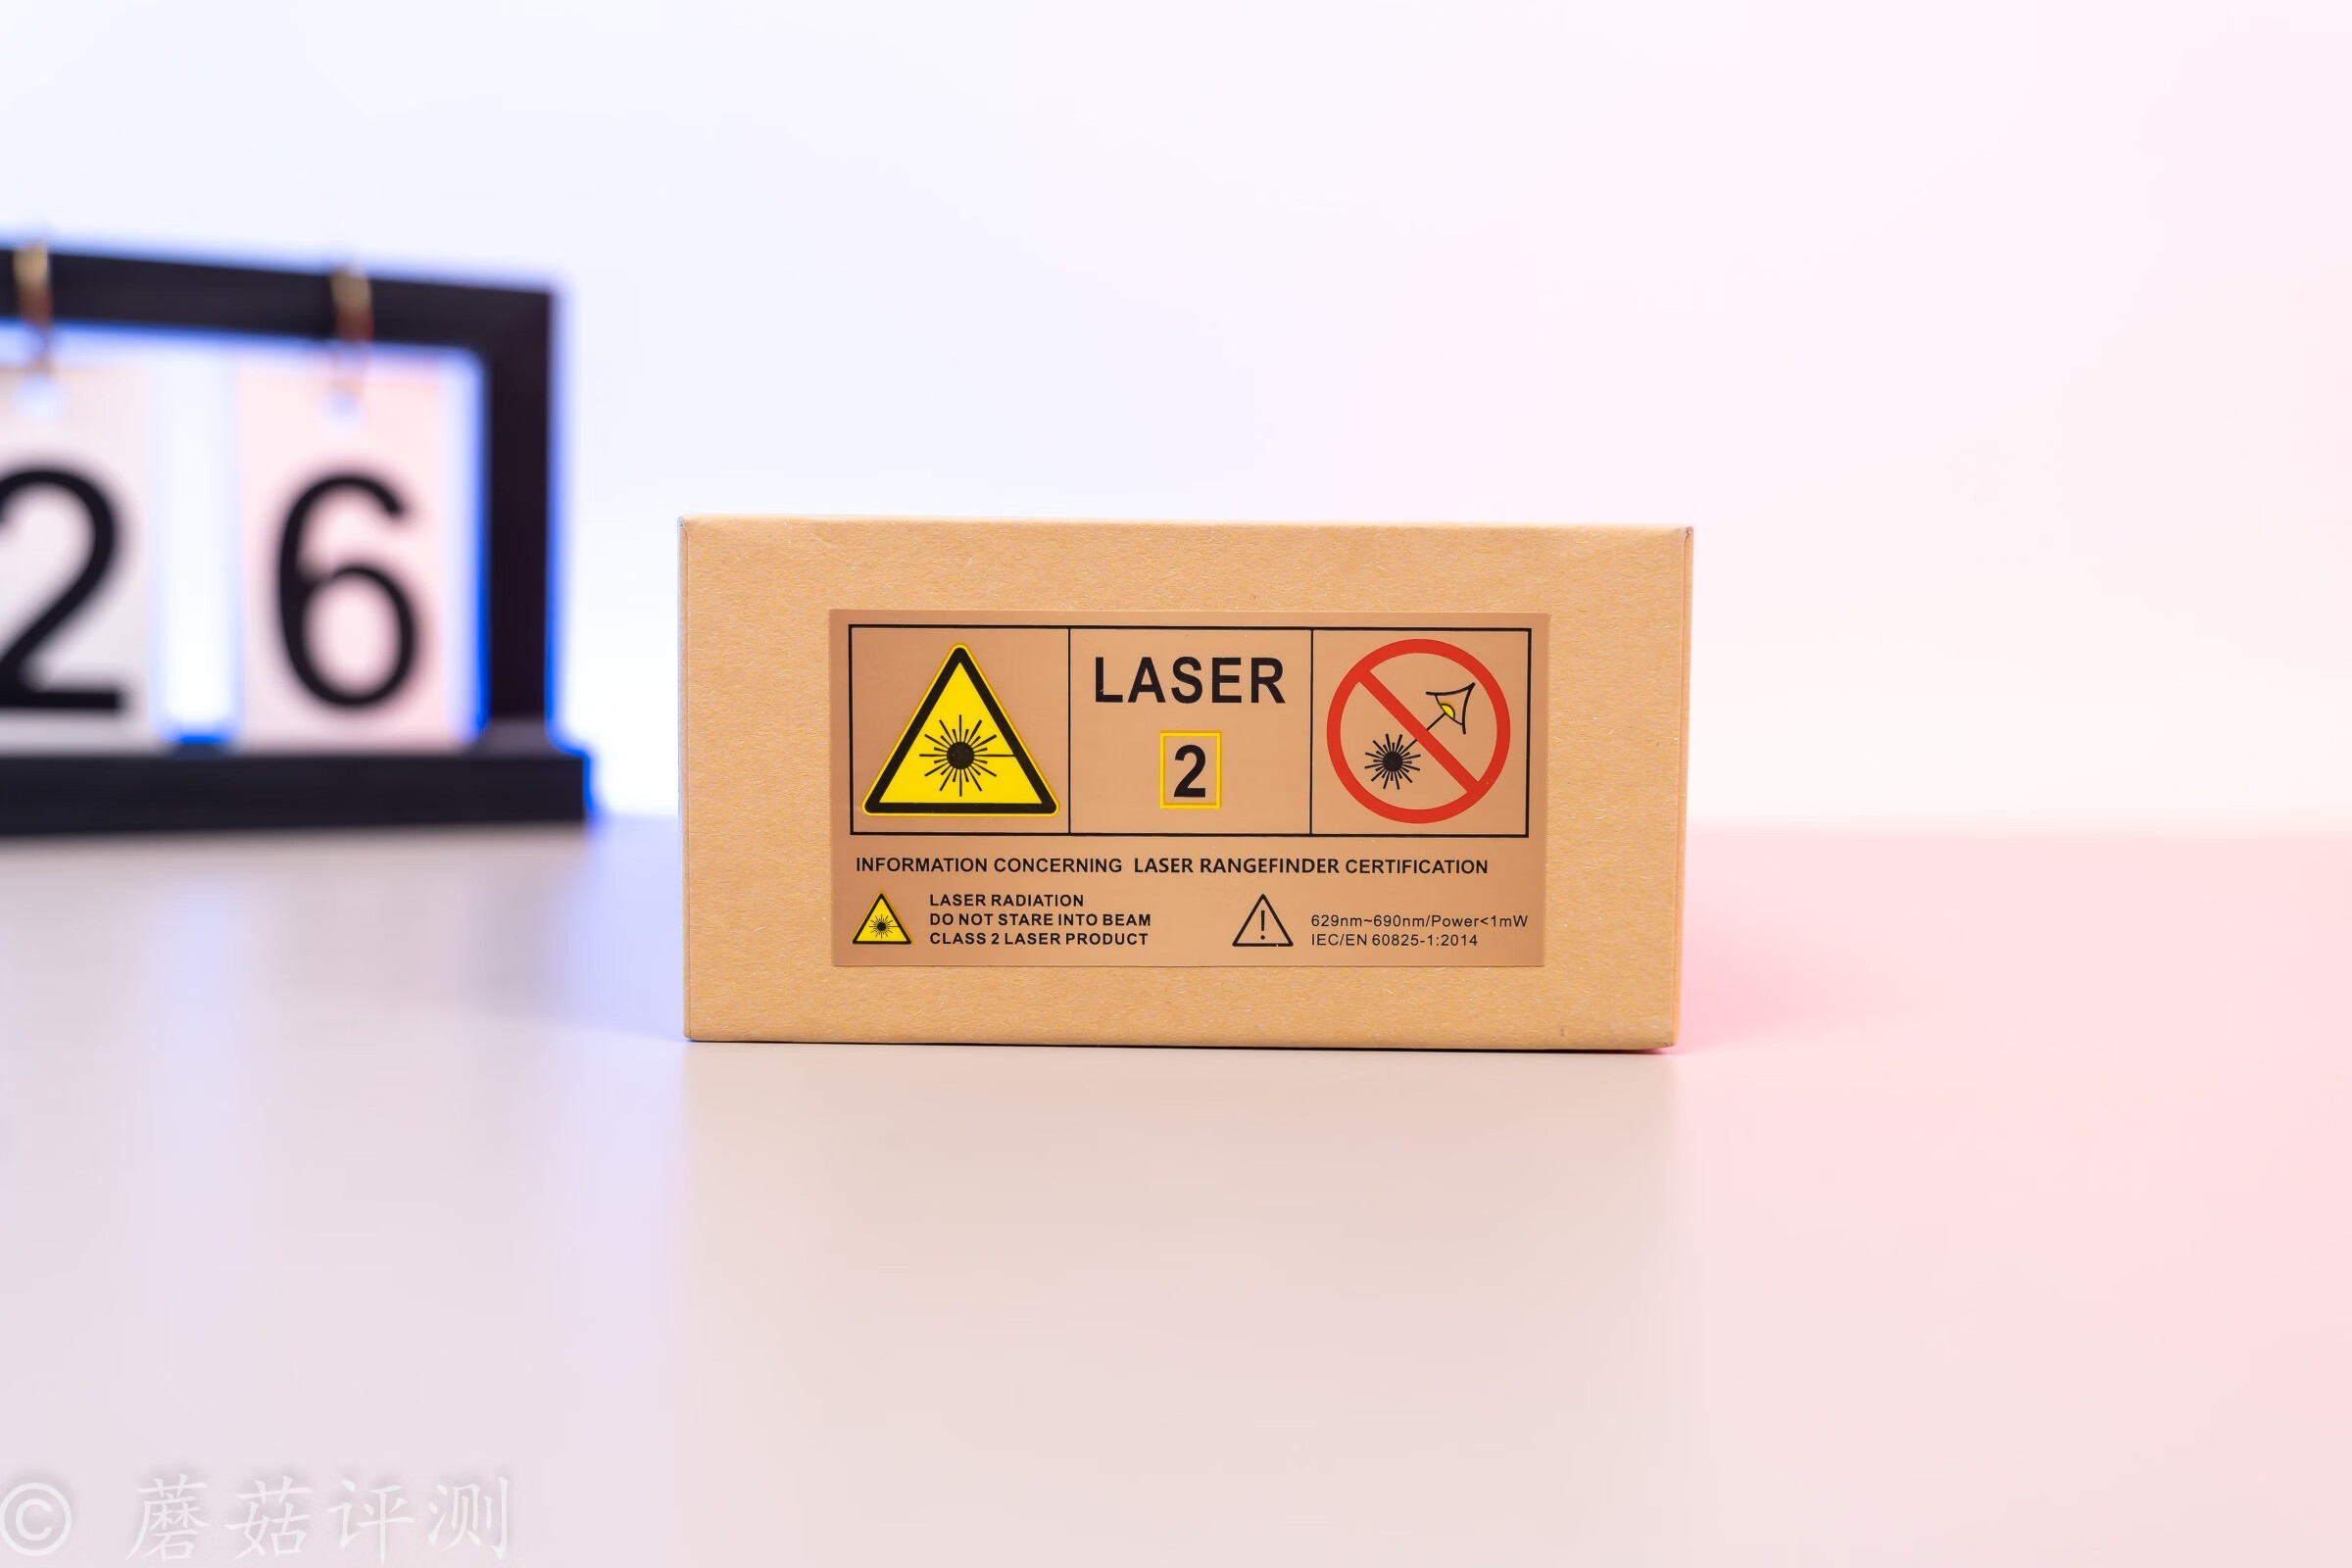 26
LASER
2
INFORMATION CONCERNING LASER RANGEFINDER CERTIFICATION
LASER RADIATION
DO NOT STARE INTO BEAM
CLASS 2 LASER PRODUCT
629nm~690nm/Power<1mW
IEC/EN 60825-1:2014
© 蘑菇评测